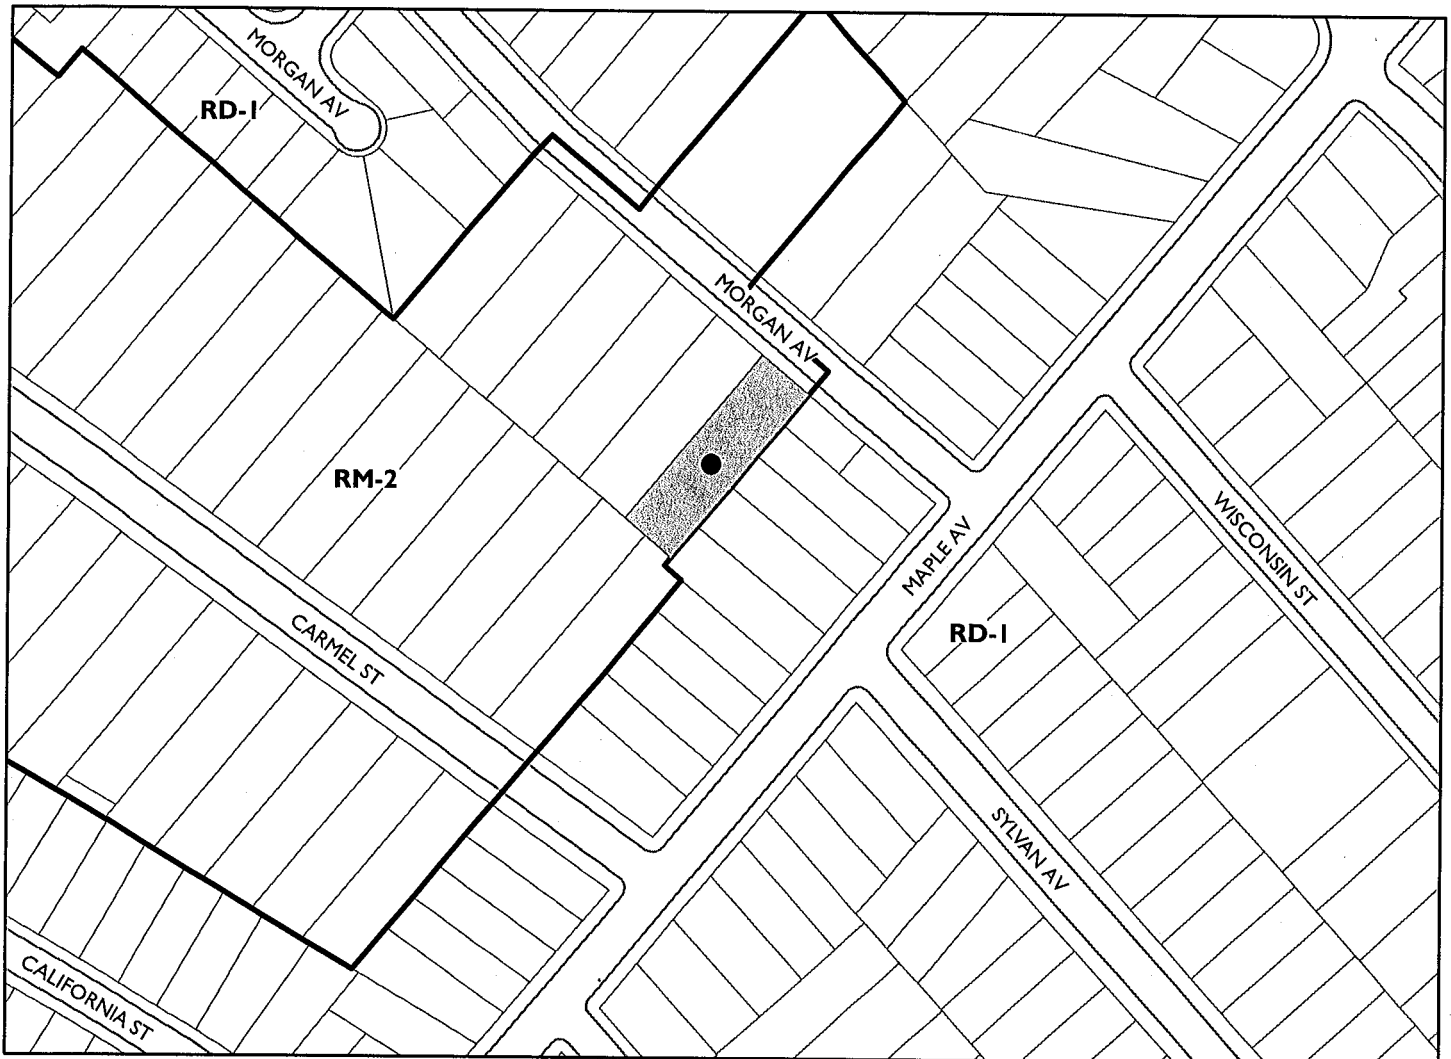 MORGAN AV
RD-1
MORGAN AV
RM-2
WISCONSIN ST
MAPLE AV
CARMEL ST
RD-1
SYLVAN AV
CALIFORNIA ST